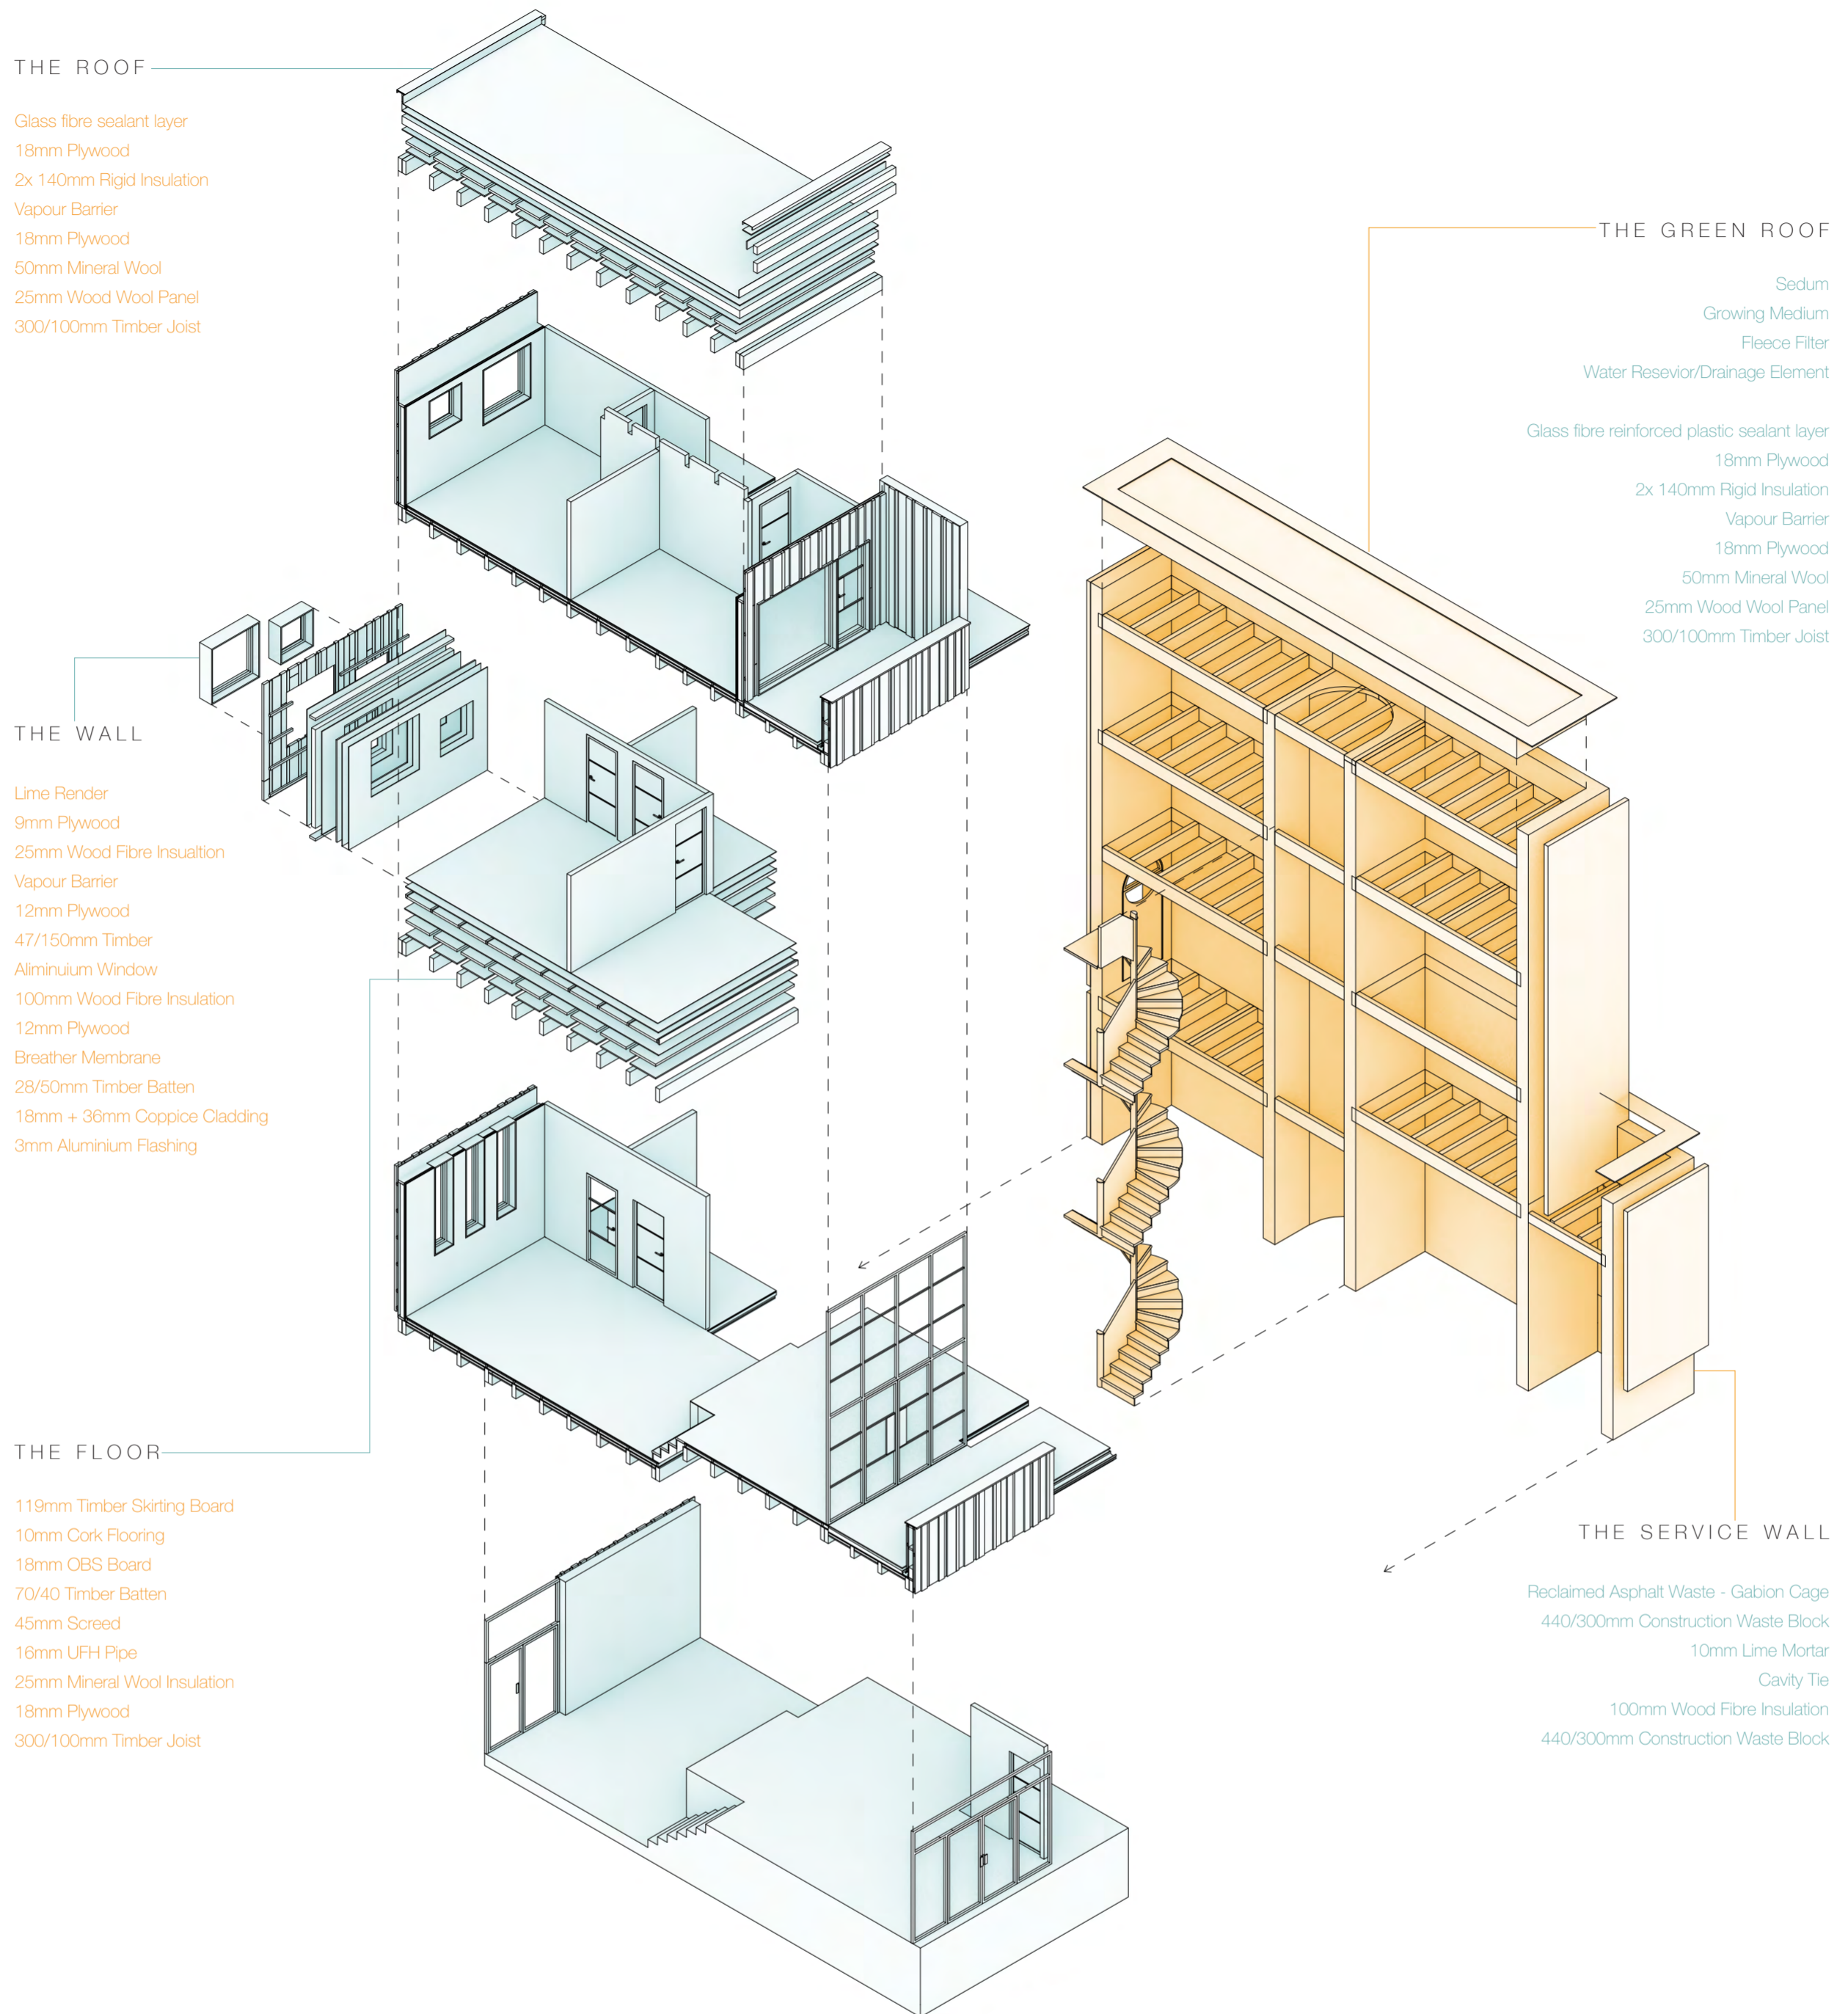 THE ROOF
Glass fibre sealant layer
18mm Plywood
2x 140mm Rigid Insulation
Vapour Barrier
18mm Plywood
50mm Mineral Wool
25mm Wood Wool Panel
300/100mm Timber Joist
THE GREEN ROOF
Sedum
Growing Medium
Fleece Filter
Water Resevior/Drainage Element
Glass fibre reinforced plastic sealant layer
18mm Plywood
2x 140mm Rigid Insulation
Vapour Barrier
18mm Plywood
50mm Mineral Wool
25mm Wood Wool Panel
300/100mm Timber Joist
THE WALL
Lime Render
9mm Plywood
25mm Wood Fibre Insualtion
Vapour Barrier
12mm Plywood
47/150mm Timber
Aliminuium Window
100mm Wood Fibre Insulation
12mm Plywood
Breather Membrane
28/50mm Timber Batten
18mm + 36mm Coppice Cladding
3mm Aluminium Flashing
THE FLOOR
119mm Timber Skirting Board
10mm Cork Flooring
18mm OBS Board
70/40 Timber Batten
45mm Screed
16mm UFH Pipe
25mm Mineral Wool Insulation
18mm Plywood
300/100mm Timber Joist
THE SERVICE WALL
Reclaimed Asphalt Waste - Gabion Cage
440/300mm Construction Waste Block
10mm Lime Mortar
Cavity Tie
100mm Wood Fibre Insulation
440/300mm Construction Waste Block